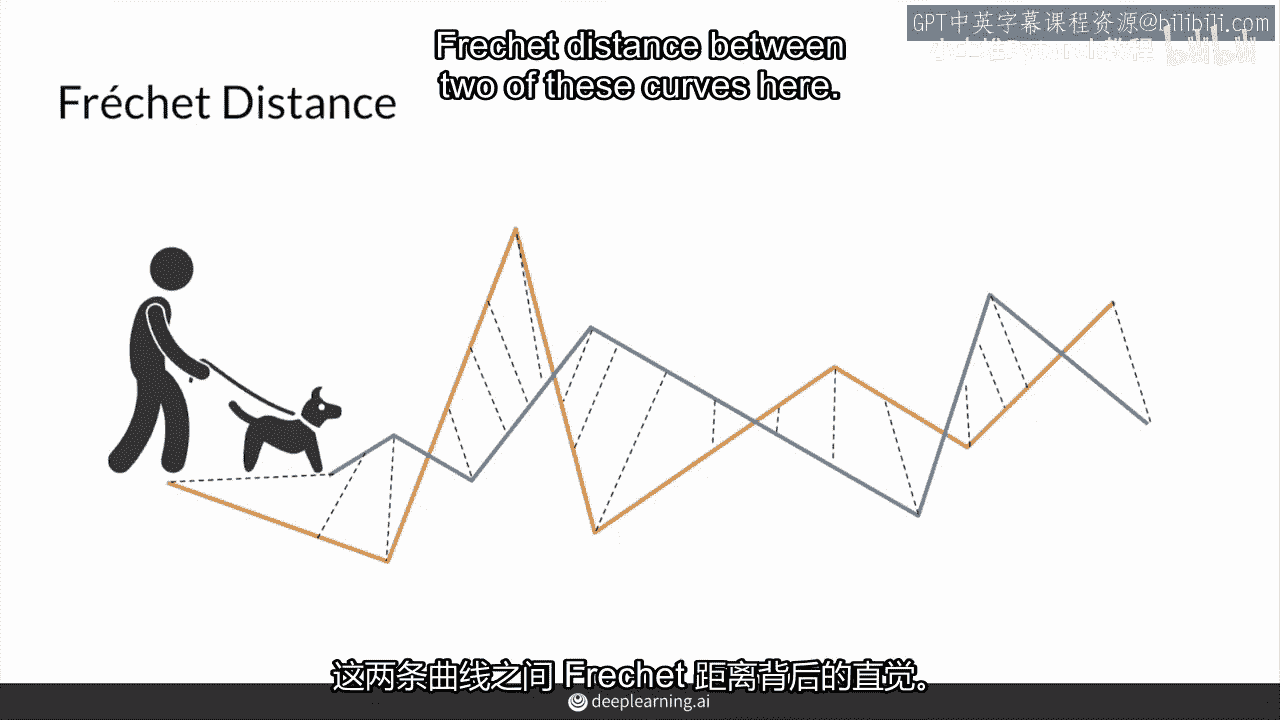 GPT中英字幕课程资源@bilibili.com
Frechet distance between
two of these curves here.
Fréchet Distance
这两条曲线之间 Frechet 距离背后的直觉。
deeplearning.ai